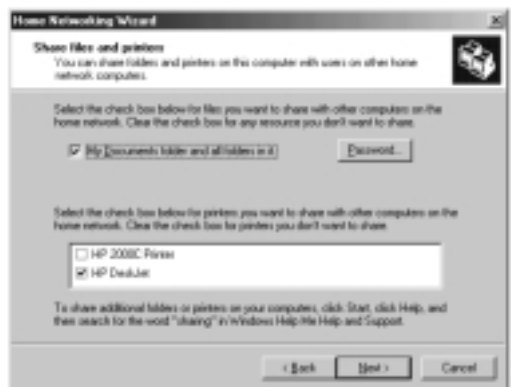 Home Networking Wizard
Share files and printers
You can share folders and printers on this computer with users on other home
network computers.
Select the check box below for files you want to share with other computers on the
home network. Clear the check box for any resource you don't want to share.
My Documents folder and all folders in it
Password...
Select the check box below for printers you want to share with other computers on the
home network. Clear the check box for printers you don't want to share.
HP 2000C Printer
HP DeskJet
To share additional folders or printers on your computers, click Start, click Help, and
then search for the word "sharing" in Windows Help Me Help and Support.
< Back
Next >
Cancel